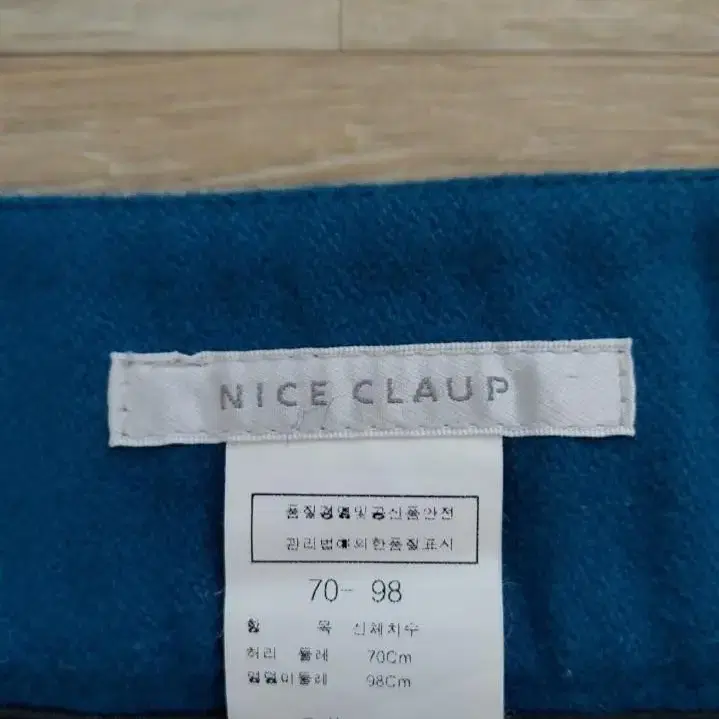 NICE CLAUP
품질경영및공산품안전
관리법에의한품질표시
70- 98
항 목 신체치수
허리 둘레 70Cm
엉덩이둘레 98Cm